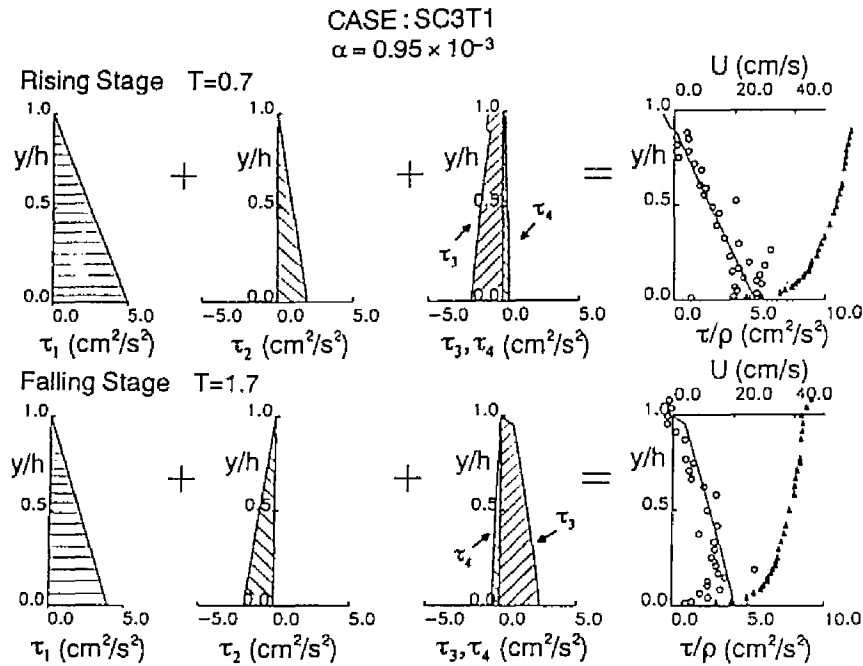 CASE : SC3T1
α = 0.95 × 10⁻³
Rising Stage T=0.7
U (cm/s)
0.0 20.0 40.0
1.0 1.0 1.0 1.0
y/h + y/h + y/h = y/h
0.5 0.5 0.5 0.5
τ₃ τ₄
0.0 0.0 0.0 0.0
0.0 5.0 -5.0 0.0 5.0 -5.0 0.0 5.0 0.0 5.0 10.0
τ₁ (cm²/s²) τ₂ (cm²/s²) τ₃, τ₄ (cm²/s²) τ/ρ (cm²/s²)
Falling Stage T=1.7
U (cm/s)
0.0 20.0 40.0
1.0 1.0 1.0 1.0
y/h + y/h + y/h = y/h
0.5 0.5 0.5 0.5
τ₄ τ₃
0.0 0.0 0.0
0.0 5.0 -5.0 0.0 5.0 -5.0 0.0 5.0 0.0 5.0 10.0
τ₁ (cm²/s²) τ₂ (cm²/s²) τ₃, τ₄ (cm²/s²) τ/ρ (cm²/s²)